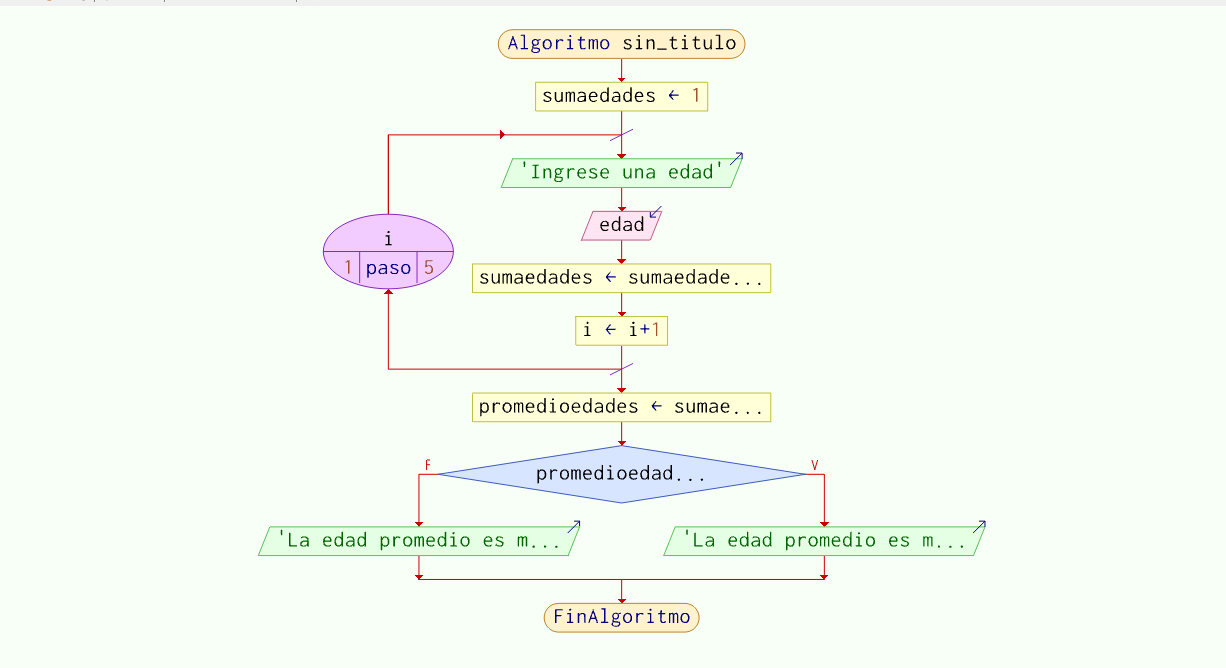 Algoritmo sin_titulo
sumaedades ← 1
'Ingrese una edad'
edad
i
1 paso 5
sumaedades ← sumaedade...
i ← i+1
promedioedades ← sumae...
promedioedad...
F
V
'La edad promedio es m...
'La edad promedio es m...
FinAlgoritmo